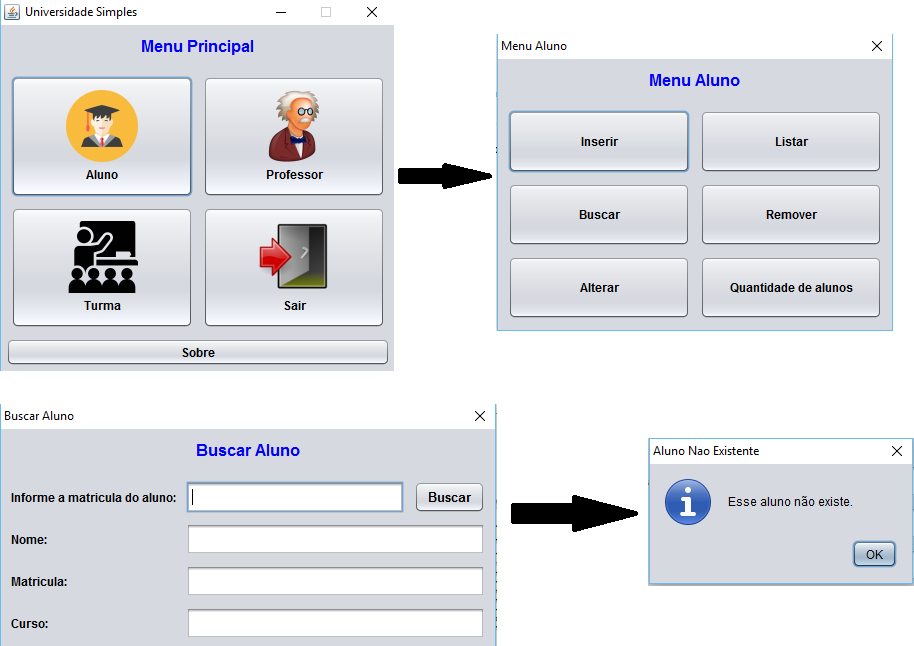 Universidade Simples
Menu Principal
Aluno
Professor
Turma
Sair
Sobre
Menu Aluno
Menu Aluno
Inserir
Listar
Buscar
Remover
Alterar
Quantidade de alunos
Buscar Aluno
Buscar Aluno
Informe a matricula do aluno:
Buscar
Nome:
Matricula:
Curso:
Aluno Nao Existente
Esse aluno não existe.
OK